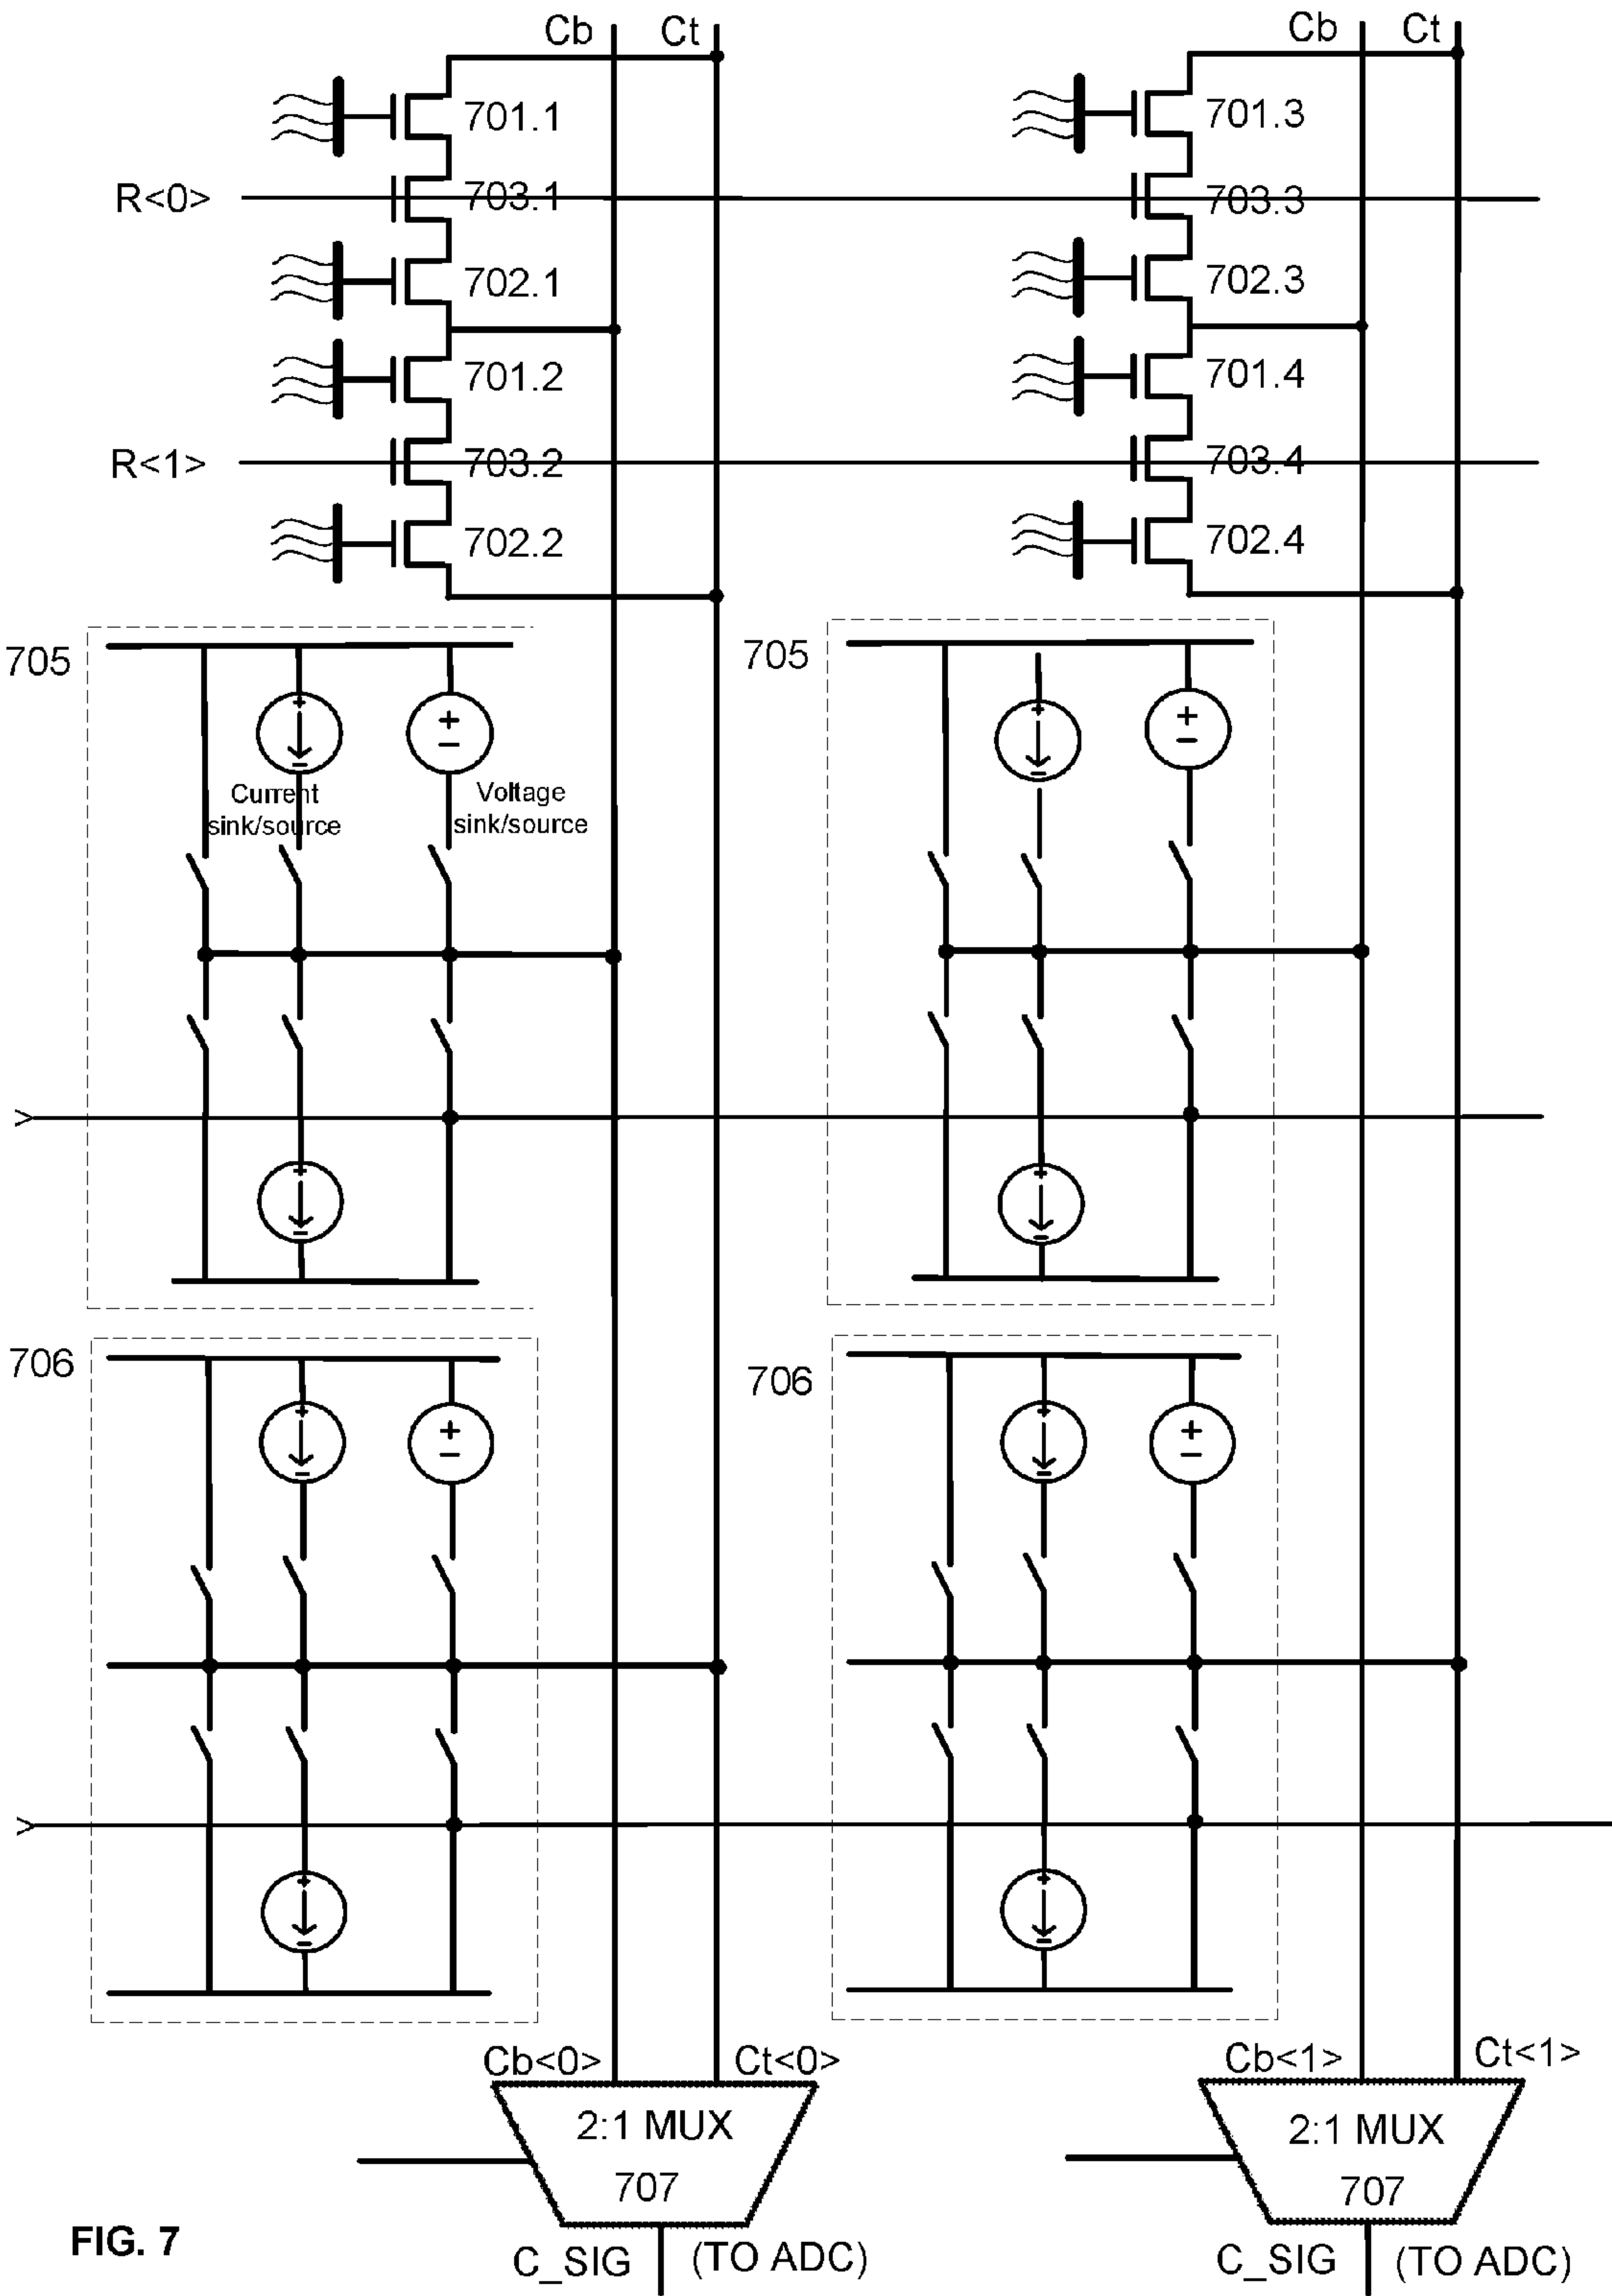 Cb Ct Cb Ct
701.1 701.3
R<0> 703.1 703.3
702.1 702.3
701.2 701.4
R<1> 703.2 703.4
702.2 702.4
705 705
+ + + +
- - - -
Current sink/source
Voltage sink/source
+ +
- -
706 706
+ + + +
- - - -
+ +
- -
Cb<0> Ct<0> Cb<1> Ct<1>
2:1 MUX 2:1 MUX
707 707
FIG. 7
C_SIG (TO ADC) C_SIG (TO ADC)